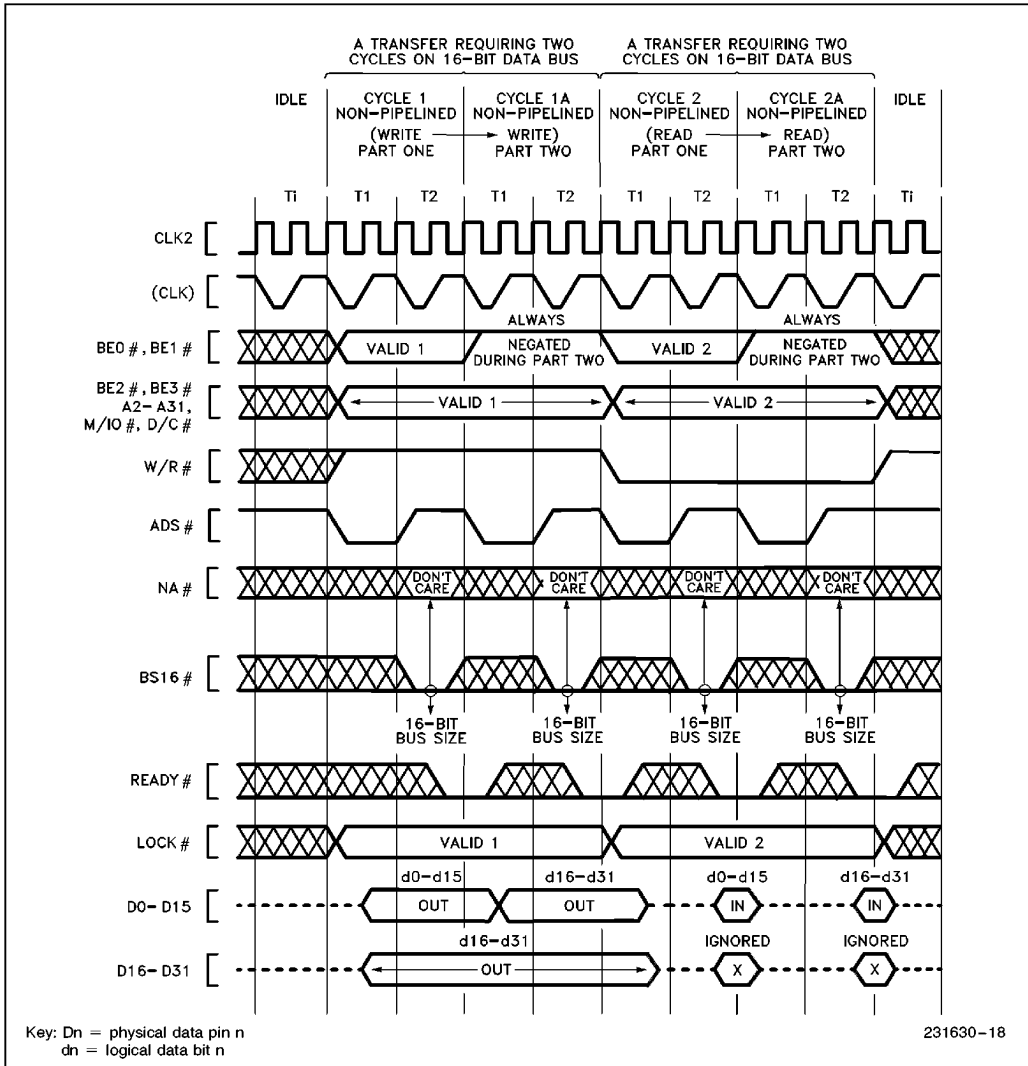 A TRANSFER REQUIRING TWO CYCLES ON 16-BIT DATA BUS
A TRANSFER REQUIRING TWO CYCLES ON 16-BIT DATA BUS
IDLE
CYCLE 1
NON-PIPELINED
(WRITE
PART ONE
CYCLE 1A
NON-PIPELINED
WRITE)
PART TWO
CYCLE 2
NON-PIPELINED
(READ
PART ONE
CYCLE 2A
NON-PIPELINED
READ)
PART TWO
IDLE
Ti T1 T2 T1 T2 T1 T2 T1 T2 Ti
CLK2
(CLK)
ALWAYS ALWAYS
BE0 #, BE1 # VALID 1 NEGATED VALID 2 NEGATED
DURING PART TWO DURING PART TWO
BE2 #, BE3 #
A2- A31,
M/IO #, D/C #
VALID 1 VALID 2
W/R #
ADS #
NA # DON'T CARE DON'T CARE DON'T CARE DON'T CARE
BS16 #
16-BIT 16-BIT 16-BIT 16-BIT
BUS SIZE BUS SIZE BUS SIZE BUS SIZE
READY #
LOCK # VALID 1 VALID 2
d0-d15 d16-d31 d0-d15 d16-d31
D0- D15 OUT OUT IN IN
d16-d31 IGNORED IGNORED
D16- D31 OUT X X
Key: Dn = physical data pin n
dn = logical data bit n
231630-18